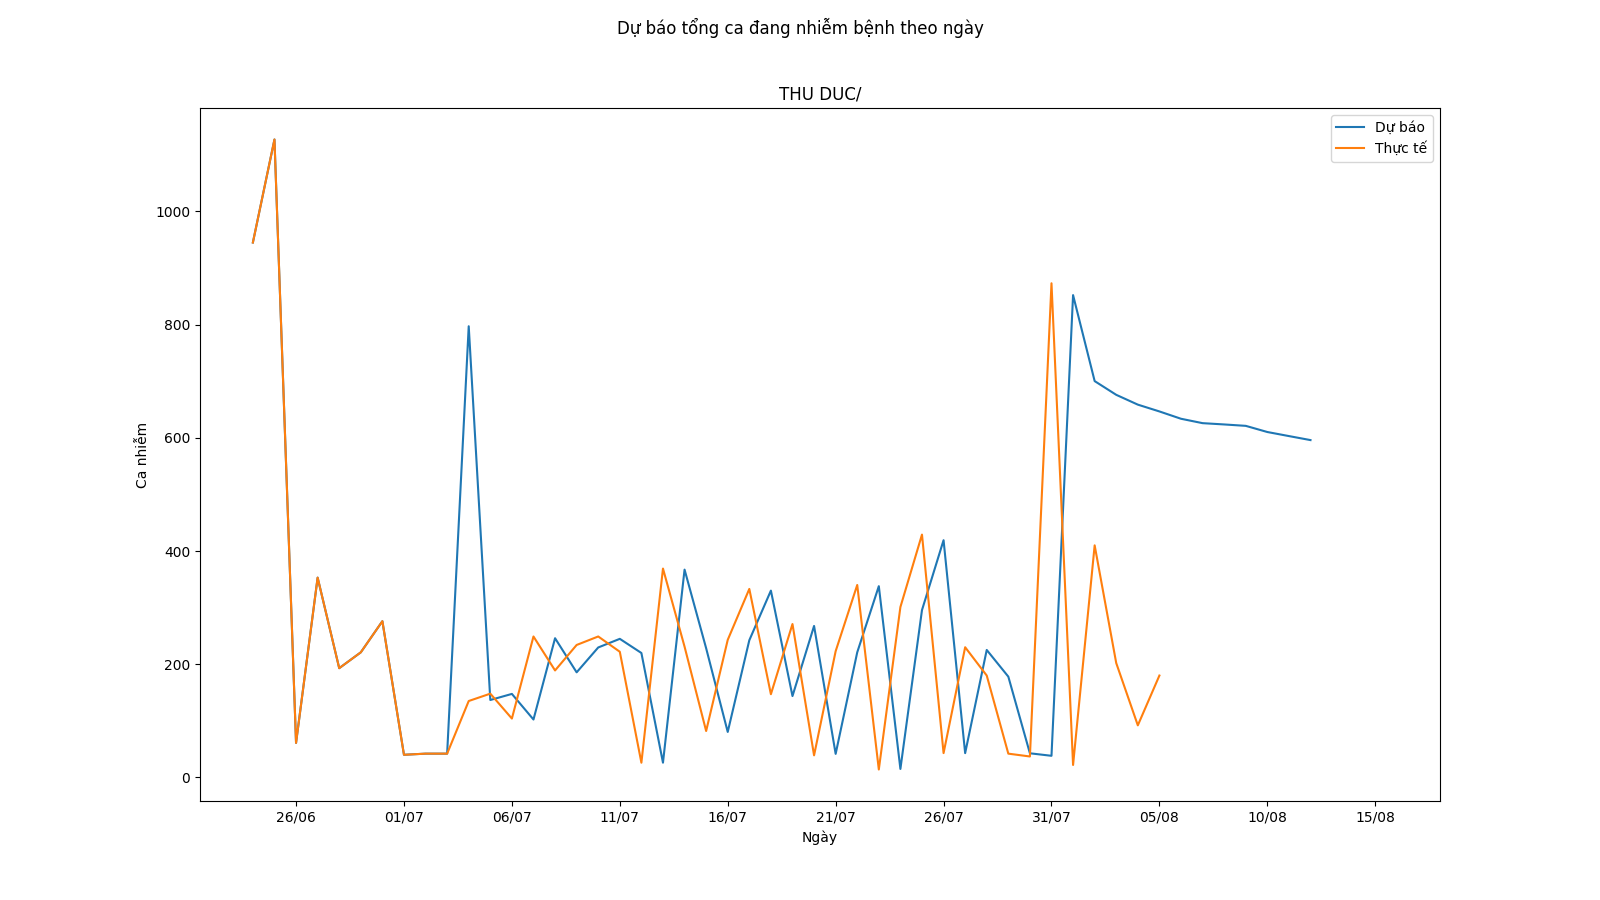 Dự báo tổng ca đang nhiễm bệnh theo ngày
THU DUC/
Dự báo
Thực tế
Ca nhiễm
1000
800
600
400
200
0
26/06 01/07 06/07 11/07 16/07 21/07 26/07 31/07 05/08 10/08 15/08
Ngày